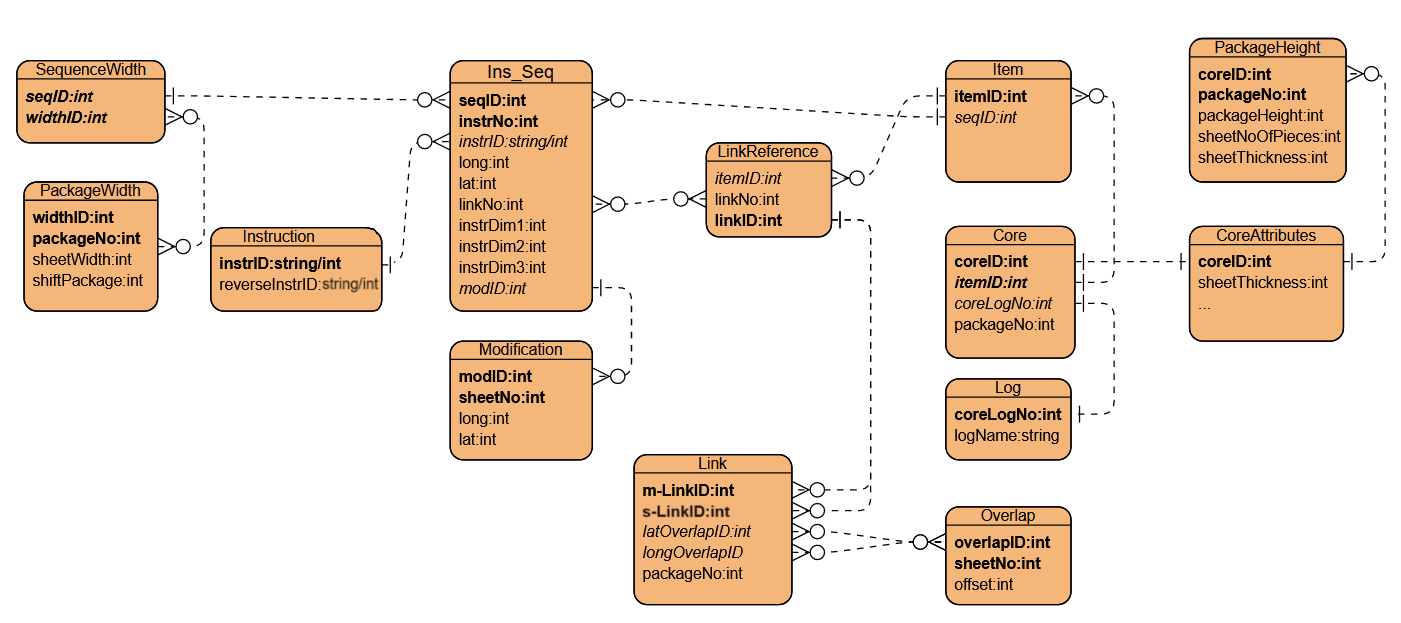 SequenceWidth
seqID:int
widthID:int
PackageWidth
widthID:int
packageNo:int
sheetWidth:int
shiftPackage:int
Instruction
instrID:string/int
reverseInstrID:string/int
Ins_Seq
seqID:int
instrNo:int
instrID:string/int
long:int
lat:int
linkNo:int
instrDim1:int
instrDim2:int
instrDim3:int
modID:int
Modification
modID:int
sheetNo:int
long:int
lat:int
LinkReference
itemID:int
linkNo:int
linkID:int
Link
m-LinkID:int
s-LinkID:int
latOverlapID:int
longOverlapID
packageNo:int
Item
itemID:int
seqID:int
Core
coreID:int
itemID:int
coreLogNo:int
packageNo:int
Log
coreLogNo:int
logName:string
Overlap
overlapID:int
sheetNo:int
offset:int
PackageHeight
coreID:int
packageNo:int
packageHeight:int
sheetNoOfPieces:int
sheetThickness:int
CoreAttributes
coreID:int
sheetThickness:int
...